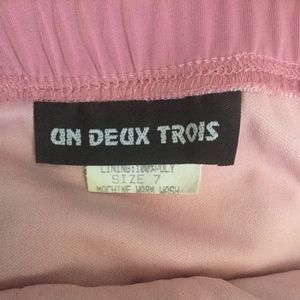 UN DEUX TROIS
LINING:100%POLY
SIZE 7
MACHINE WARM WASH